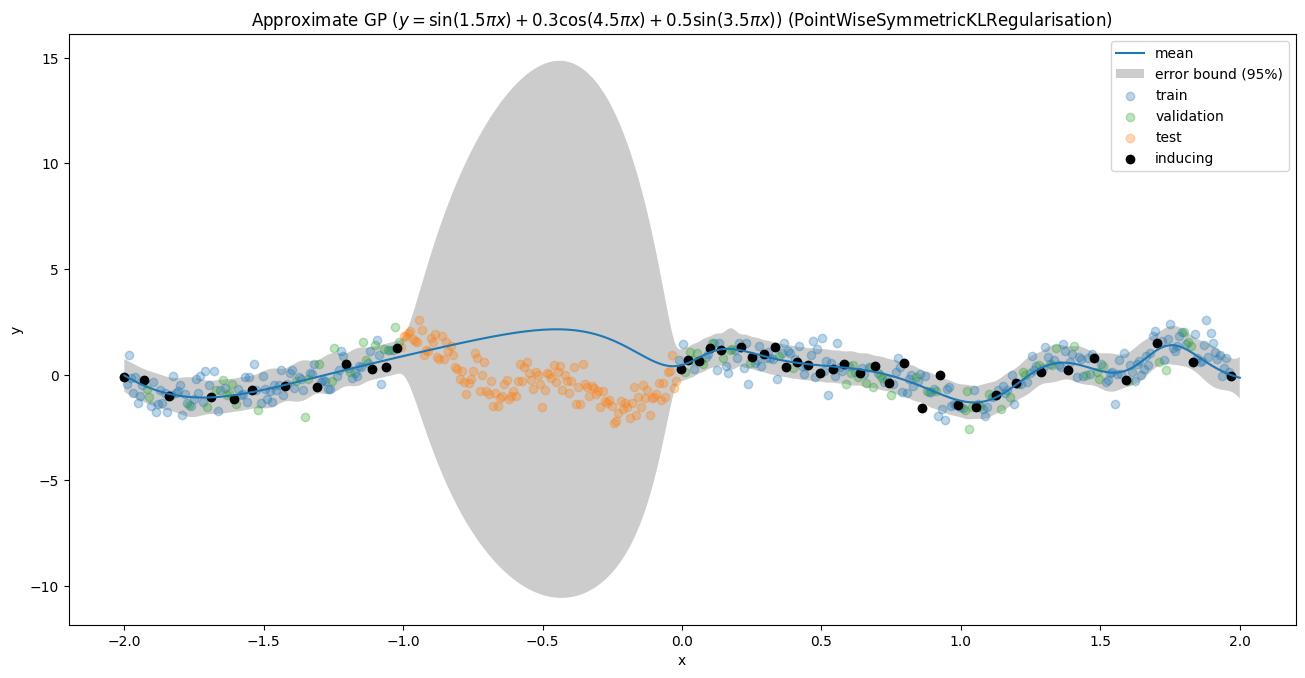 Approximate GP (y = sin(1.5πx) + 0.3cos(4.5πx) + 0.5sin(3.5πx)) (PointWiseSymmetricKLRegularisation)
mean
error bound (95%)
train
validation
test
inducing
15
10
5
0
−5
−10
y
−2.0 −1.5 −1.0 −0.5 0.0 0.5 1.0 1.5 2.0
x